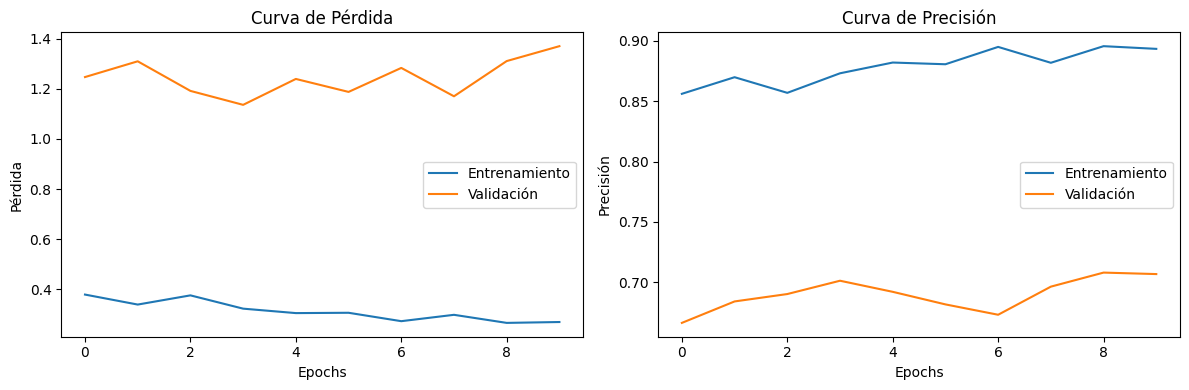 Curva de Pérdida
1.4
1.2
1.0
0.8
0.6
0.4
Pérdida
0 2 4 6 8
Epochs
Entrenamiento
Validación
Curva de Precisión
0.90
0.85
0.80
0.75
0.70
Precisión
0 2 4 6 8
Epochs
Entrenamiento
Validación